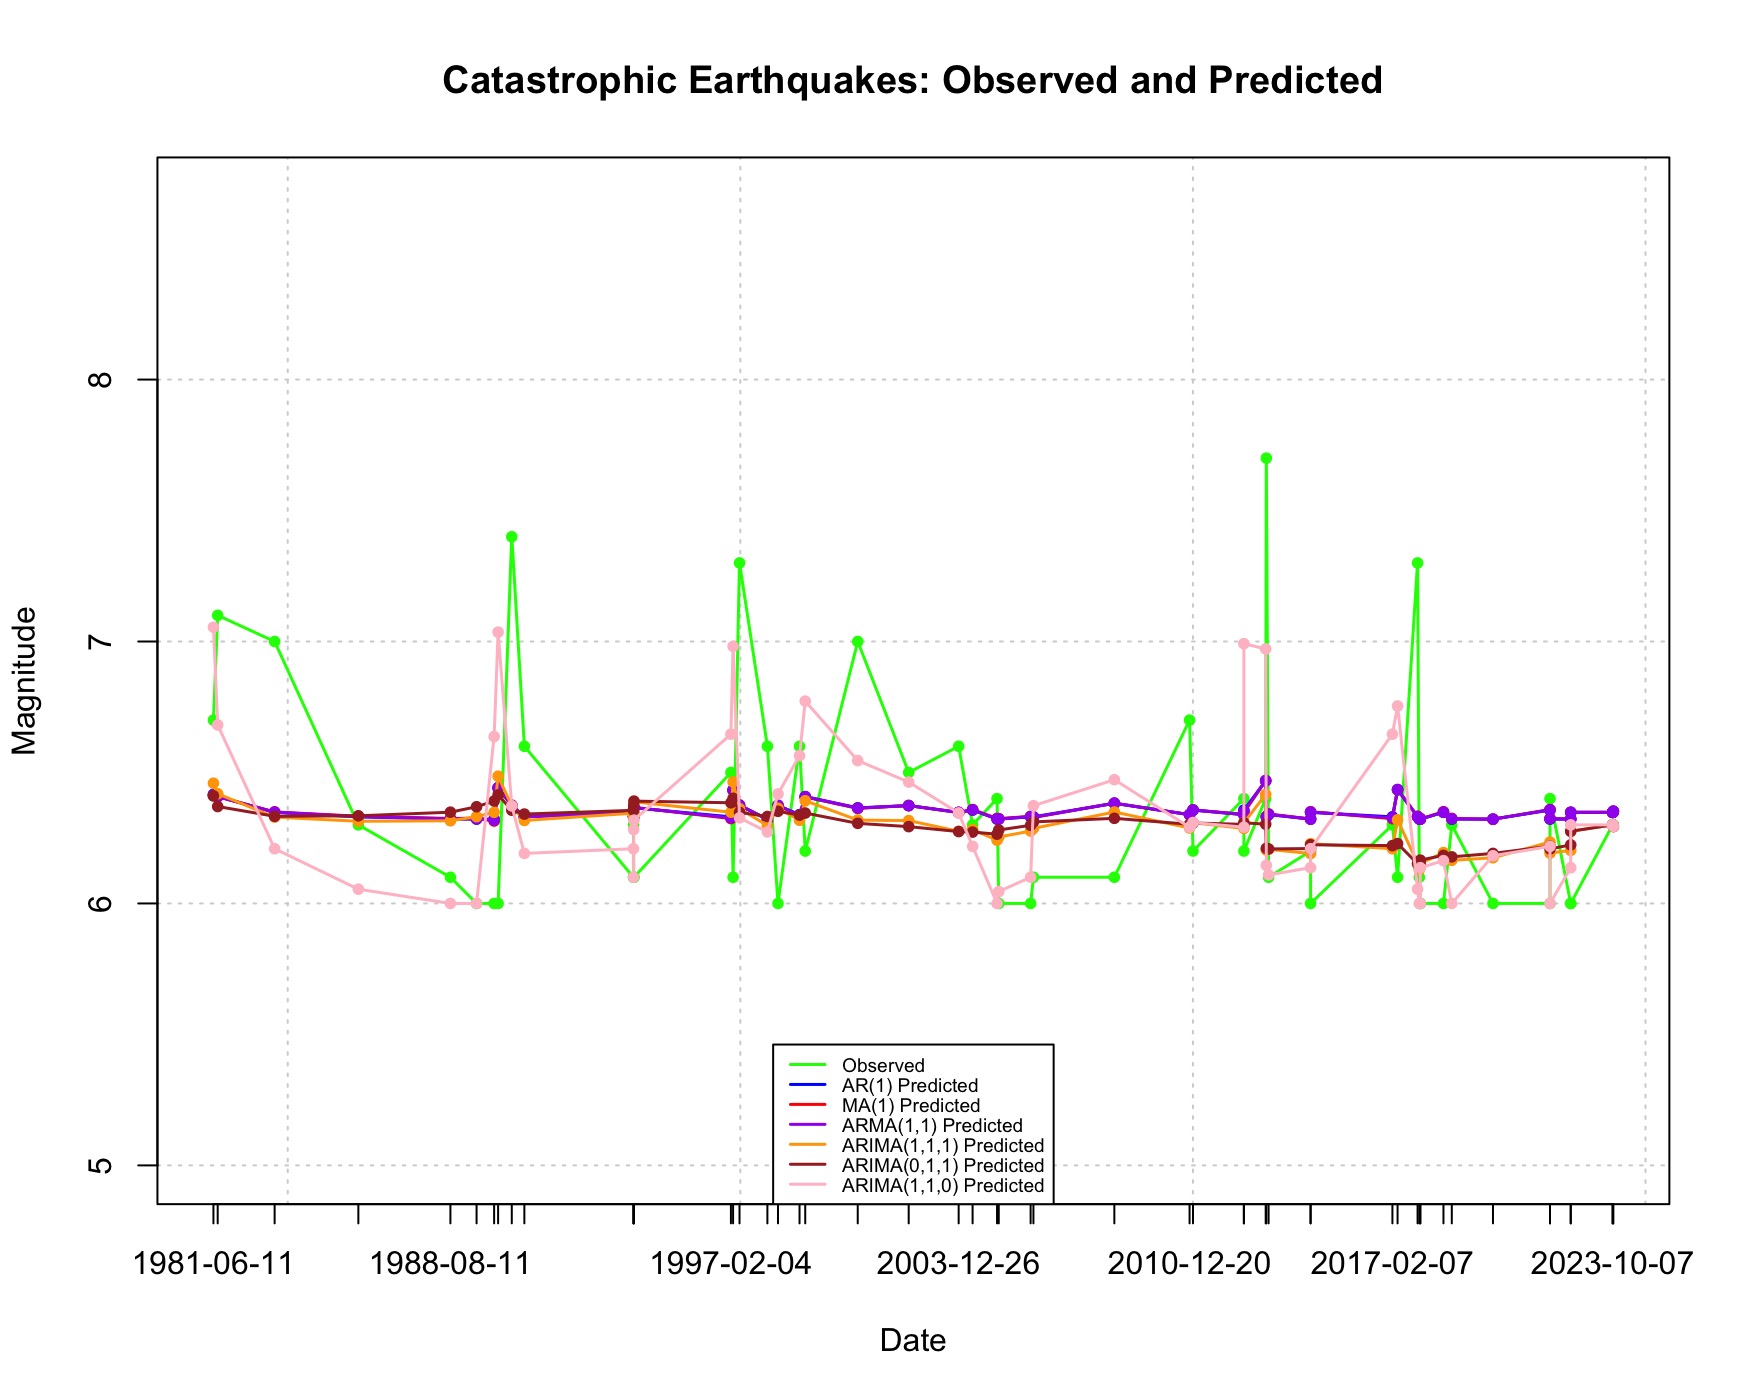 Catastrophic Earthquakes: Observed and Predicted
Magnitude
8
7
6
5
Observed
AR(1) Predicted
MA(1) Predicted
ARMA(1,1) Predicted
ARIMA(1,1,1) Predicted
ARIMA(0,1,1) Predicted
ARIMA(1,1,0) Predicted
1981-06-11 1988-08-11 1997-02-04 2003-12-26 2010-12-20 2017-02-07 2023-10-07
Date